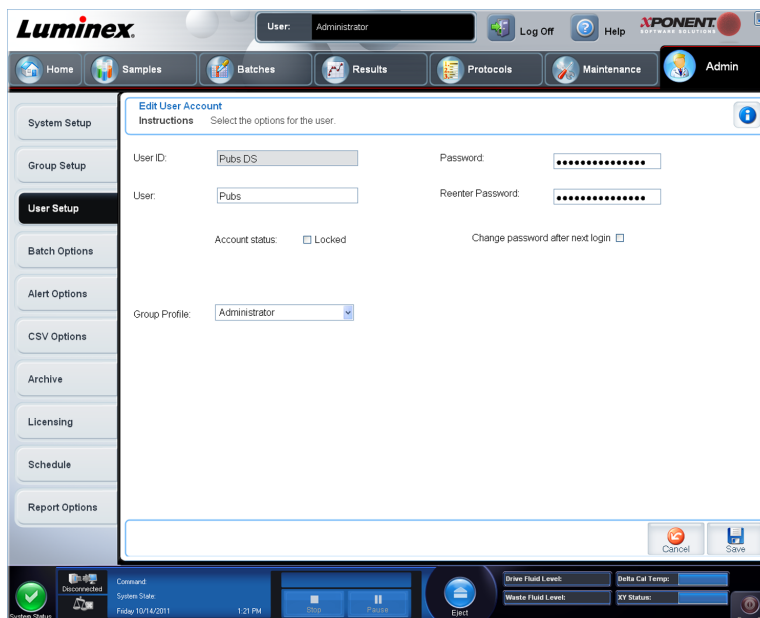 Luminex.
User: Administrator
Log Off
Help
XPONENT.
SOFTWARE SOLUTIONS
Home
Samples
Batches
Results
Protocols
Maintenance
Admin
System Setup
Group Setup
User Setup
Batch Options
Alert Options
CSV Options
Archive
Licensing
Schedule
Report Options
Edit User Account
Instructions Select the options for the user.
User ID: Pubs DS
Password: •••••••••••••••
User: Pubs
Reenter Password: •••••••••••••••
Account status: Locked
Change password after next login
Group Profile: Administrator
Cancel
Save
System Status
Disconnected
Command:
System State:
Friday 10/14/2011 1:21 PM
Stop
Pause
Eject
Drive Fluid Level:
Waste Fluid Level:
Delta Cal Temp:
XY Status: